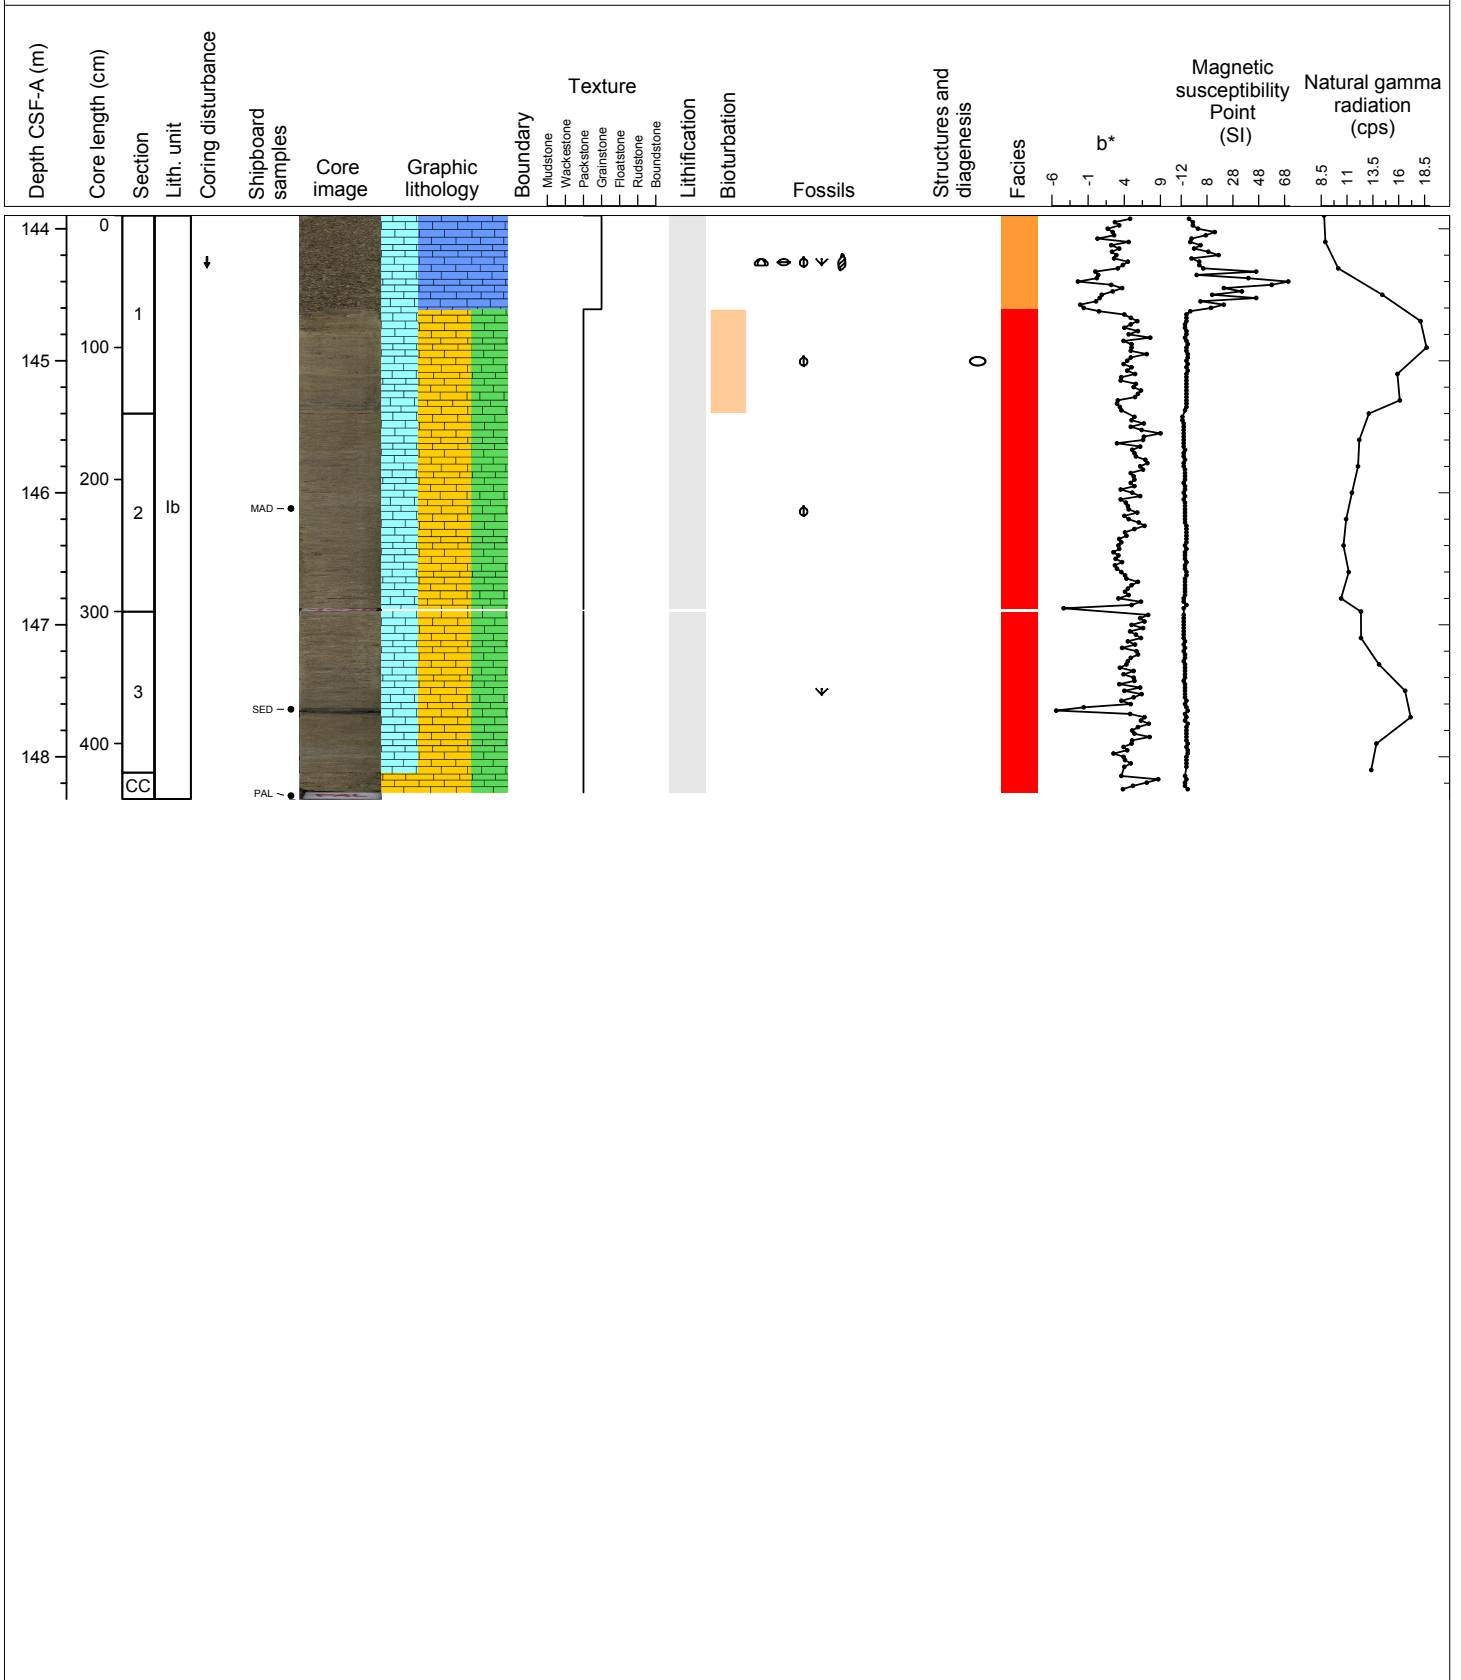 Depth CSF-A (m)
Core length (cm)
Section
Lith. unit
Coring disturbance
Shipboard
samples
Core
image
Graphic
lithology
Boundary
Texture
Mudstone
Wackestone
Packstone
Grainstone
Floatstone
Rudstone
Boundstone
Lithification
Bioturbation
Fossils
Structures and
diagenesis
Facies
b*
-6 -1 4 9
Magnetic
susceptibility
Point
(SI)
-12 8 28 48 68
Natural gamma
radiation
(cps)
8.5 11 13.5 16 18.5
144
145
146
147
148
0
100
200
300
400
1
2
3
CC
Ib
MAD
SED
PAL